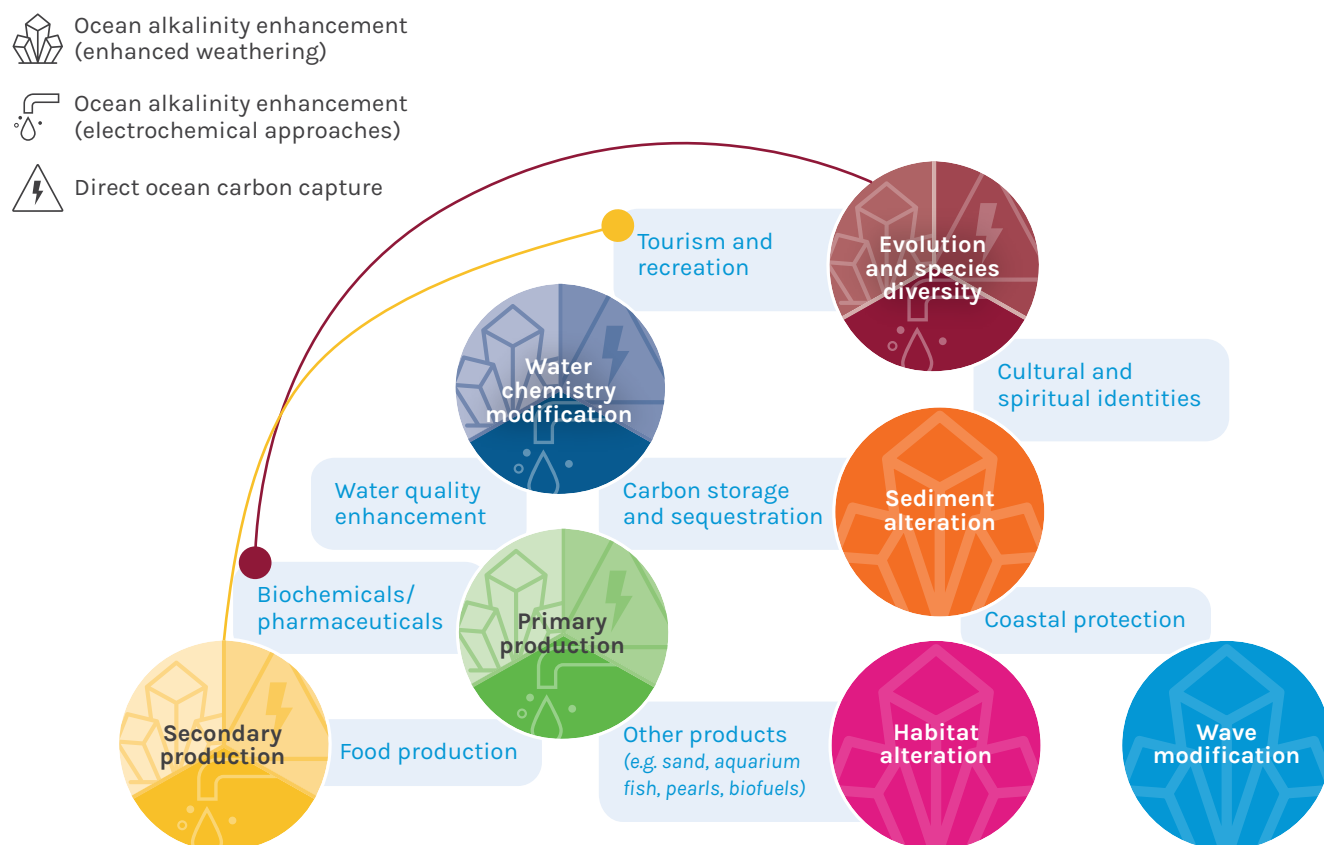 Ocean alkalinity enhancement
(enhanced weathering)
Ocean alkalinity enhancement
(electrochemical approaches)
Direct ocean carbon capture
Tourism and
recreation
Evolution
and species
diversity
Water
chemistry
modification
Cultural and
spiritual identities
Water quality
enhancement
Carbon storage
and sequestration
Sediment
alteration
Biochemicals/
pharmaceuticals
Primary
production
Coastal protection
Secondary
production
Food production
Other products
(e.g. sand, aquarium
fish, pearls, biofuels)
Habitat
alteration
Wave
modification